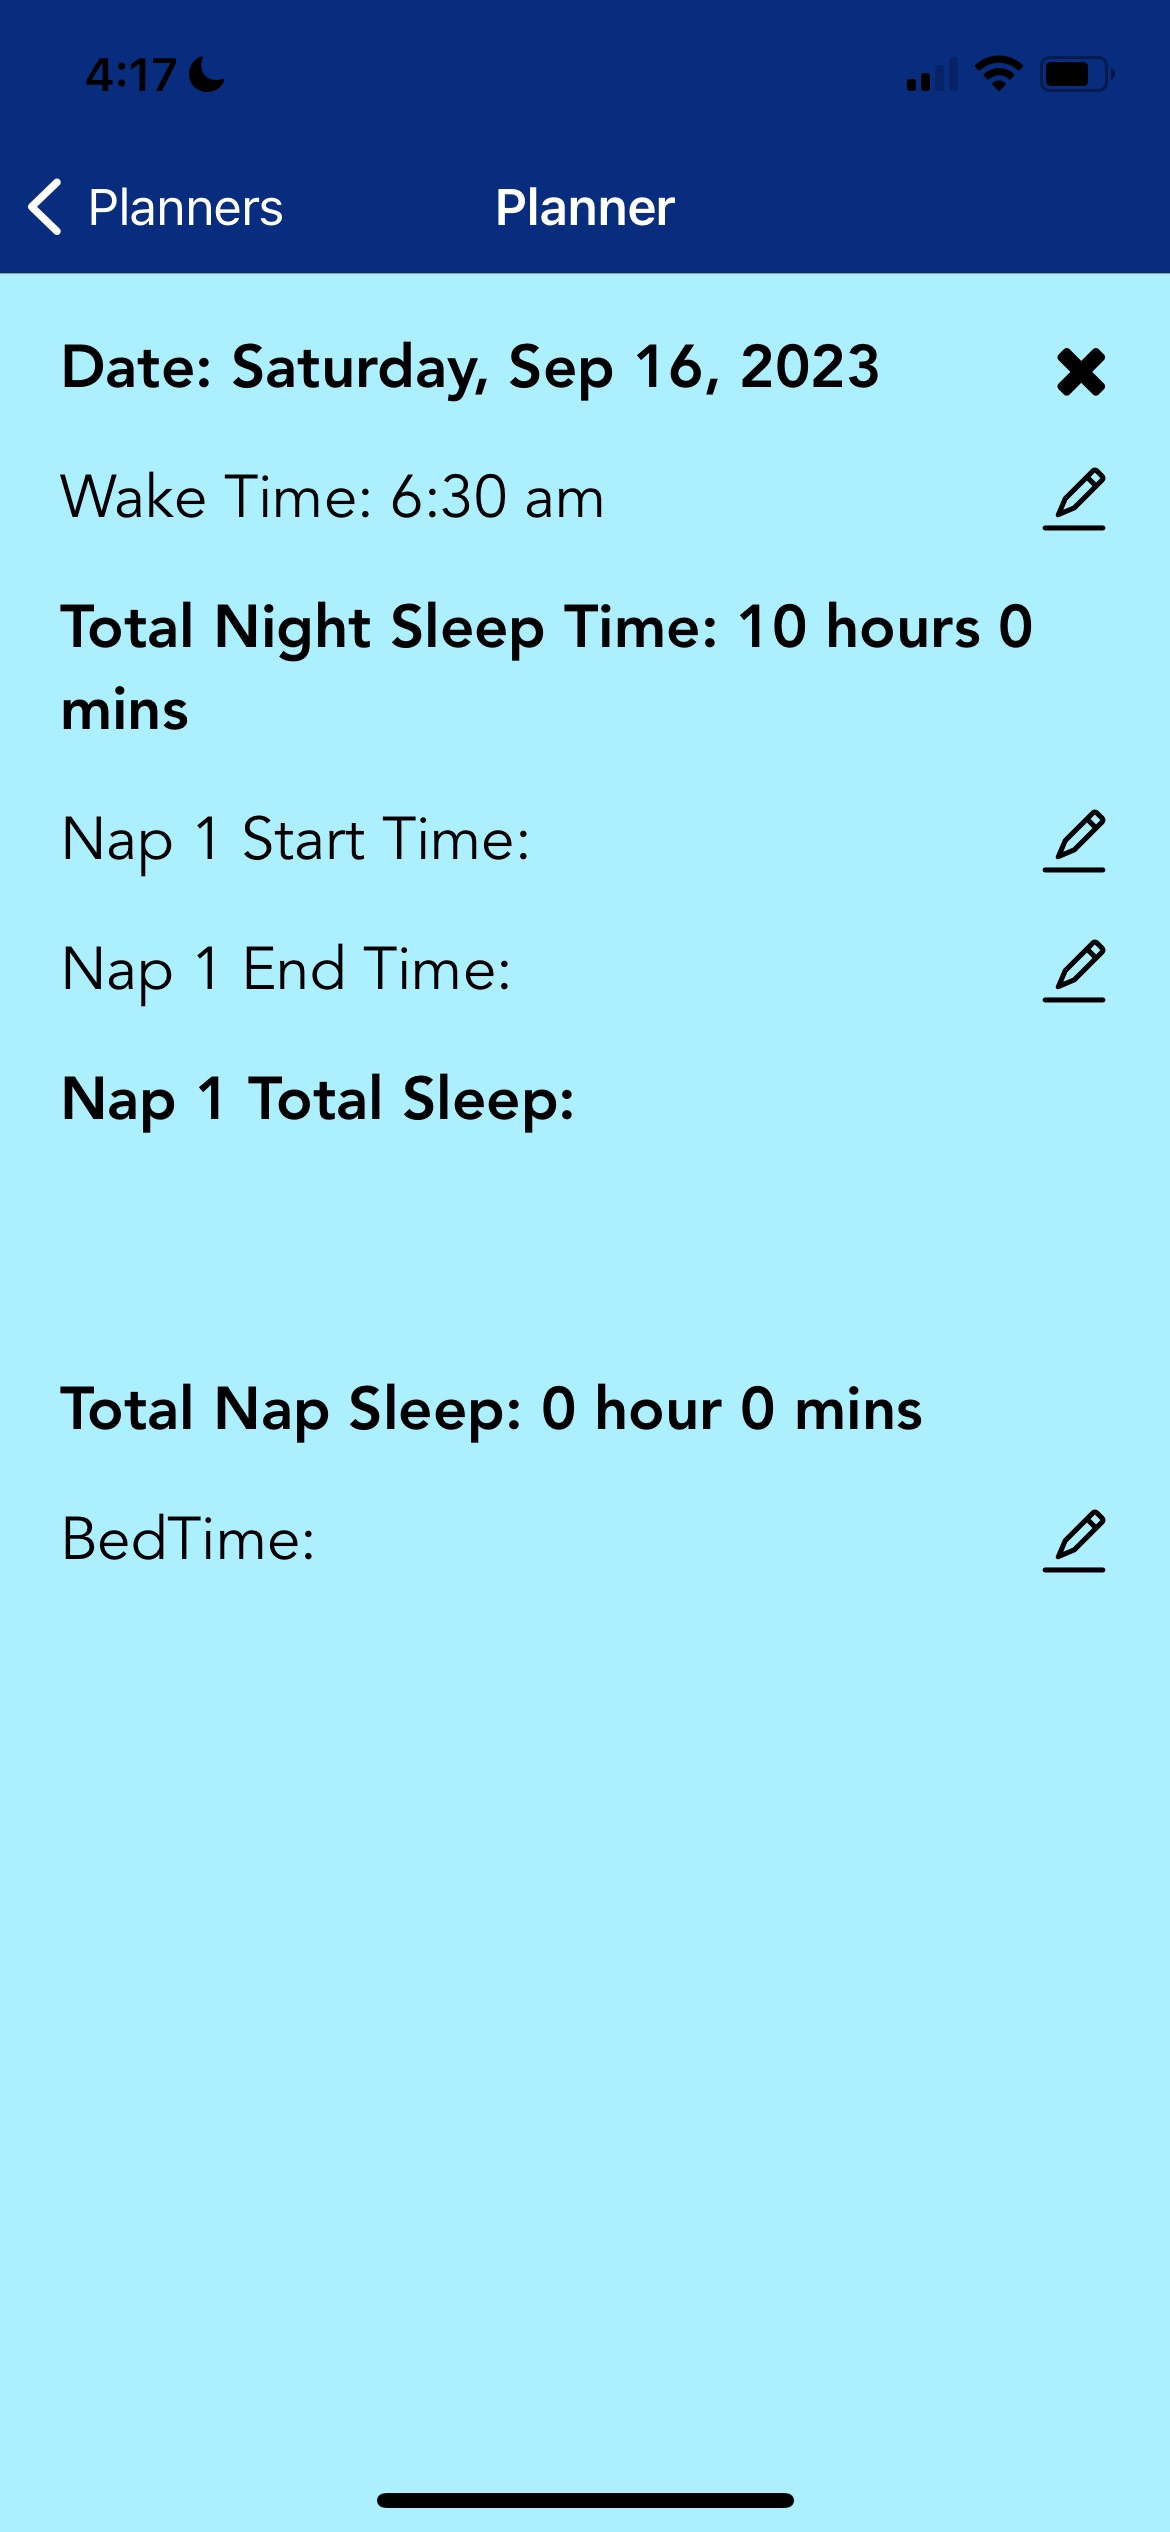 4:17
Planners
Planner
Date: Saturday, Sep 16, 2023
Wake Time: 6:30 am
Total Night Sleep Time: 10 hours 0
mins
Nap 1 Start Time:
Nap 1 End Time:
Nap 1 Total Sleep:
Total Nap Sleep: 0 hour 0 mins
BedTime: